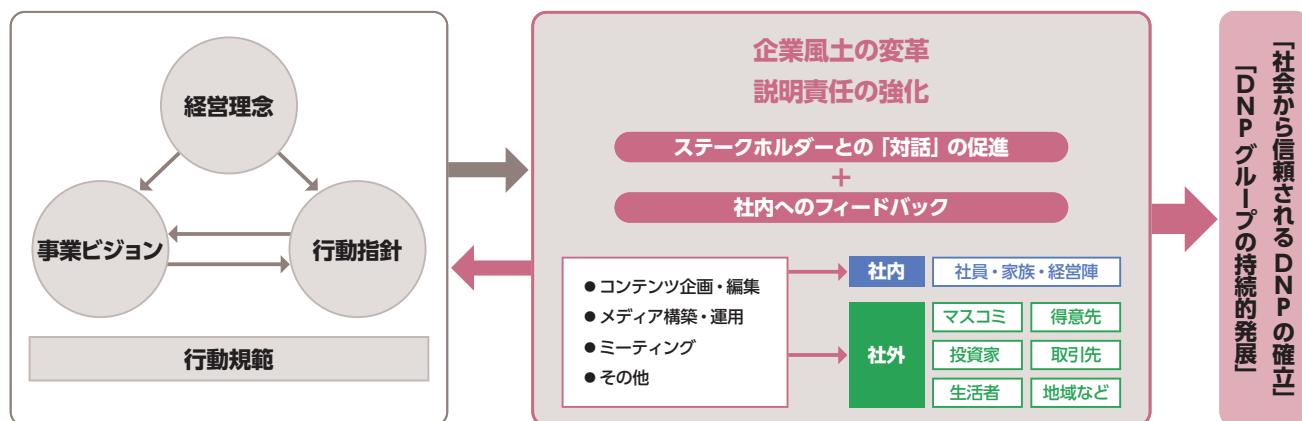 経営理念
事業ビジョン
行動指針
行動規範
企業風土の変革
説明責任の強化
ステークホルダーとの「対話」の促進
+
社内へのフィードバック
●コンテンツ企画・編集
●メディア構築・運用
●ミーティング
●その他
社内
社員・家族・経営陣
社外
マスコミ
得意先
投資家
取引先
生活者
地域など
「社会から信頼されるDNPの確立」
「DNPグループの持続的発展」